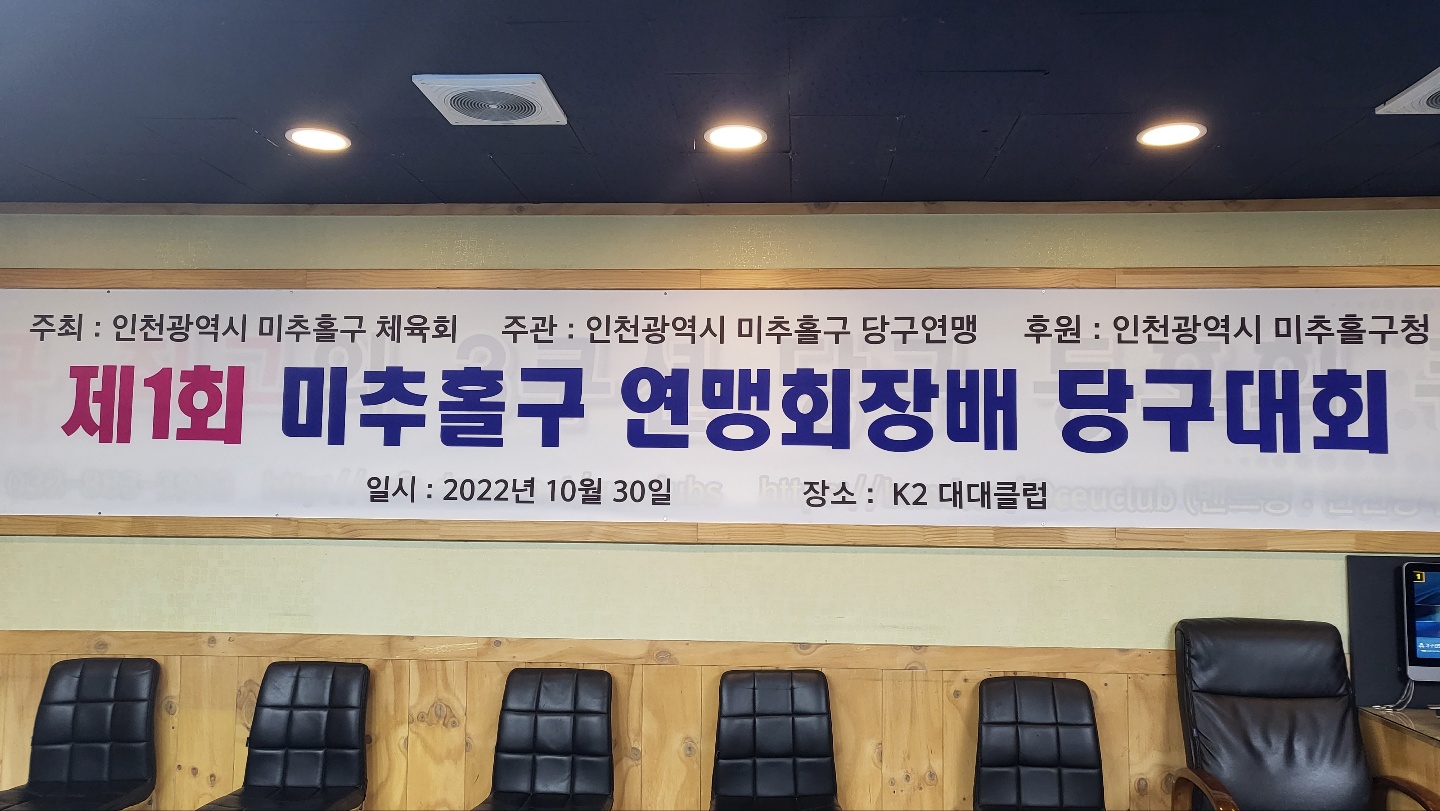 주최 : 인천광역시 미추홀구 체육회 주관 : 인천광역시 미추홀구 당구연맹 후원 : 인천광역시 미추홀구청
제1회 미추홀구 연맹회장배 당구대회
일시 : 2022년 10월 30일 장소 : K2 대대클럽